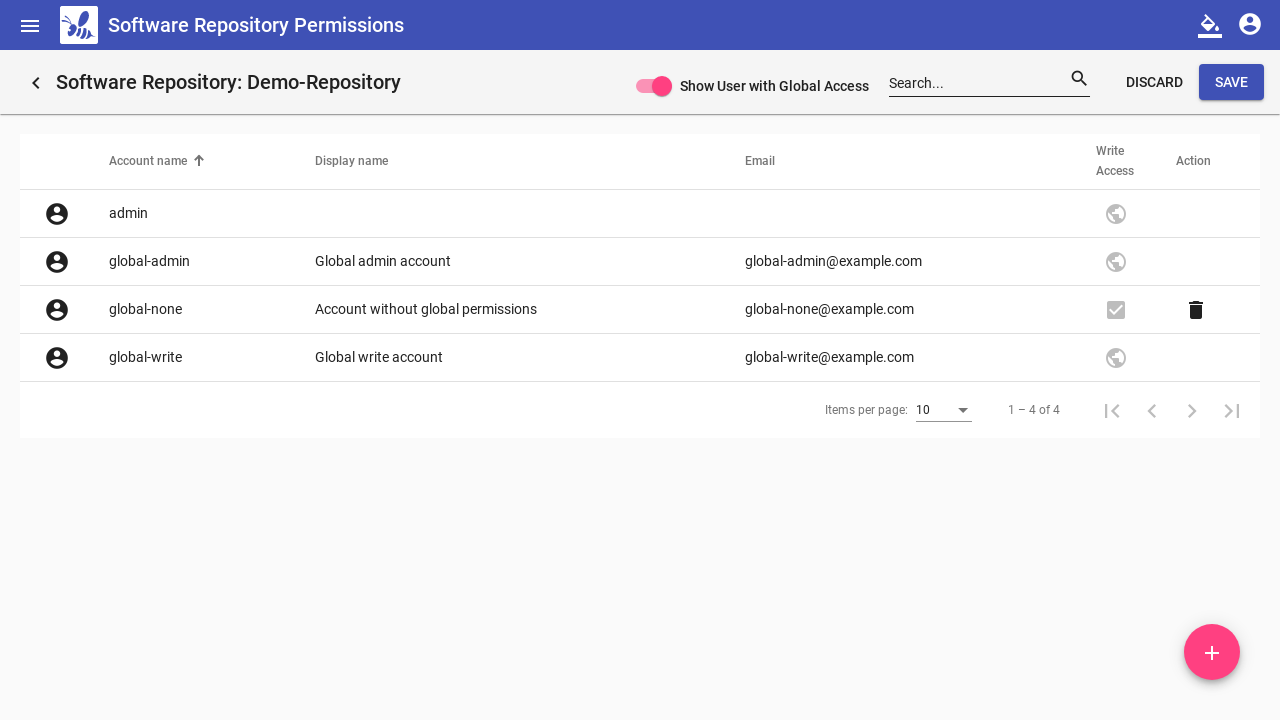 Software Repository Permissions
Software Repository: Demo-Repository
Show User with Global Access
Search...
DISCARD
SAVE
Account name
Display name
Email
Write
Access
Action
admin
global-admin
Global admin account
global-admin@example.com
global-none
Account without global permissions
global-none@example.com
global-write
Global write account
global-write@example.com
Items per page:
10
1 – 4 of 4